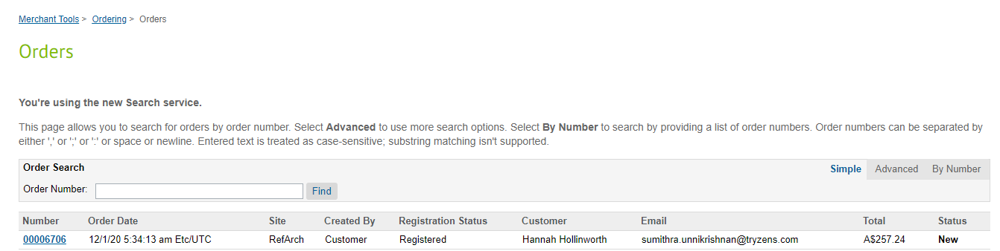 Merchant Tools > Ordering > Orders
Orders
You're using the new Search service.
This page allows you to search for orders by order number. Select Advanced to use more search options. Select By Number to search by providing a list of order numbers. Order numbers can be separated by
either ',' or ';' or ':' or space or newline. Entered text is treated as case-sensitive; substring matching isn't supported.
Order Search Simple Advanced By Number
Order Number: Find
Number Order Date Site Created By Registration Status Customer Email Total Status
00006706 12/1/20 5:34:13 am Etc/UTC RefArch Customer Registered Hannah Hollinworth sumithra.unnikrishnan@tryzens.com A$257.24 New